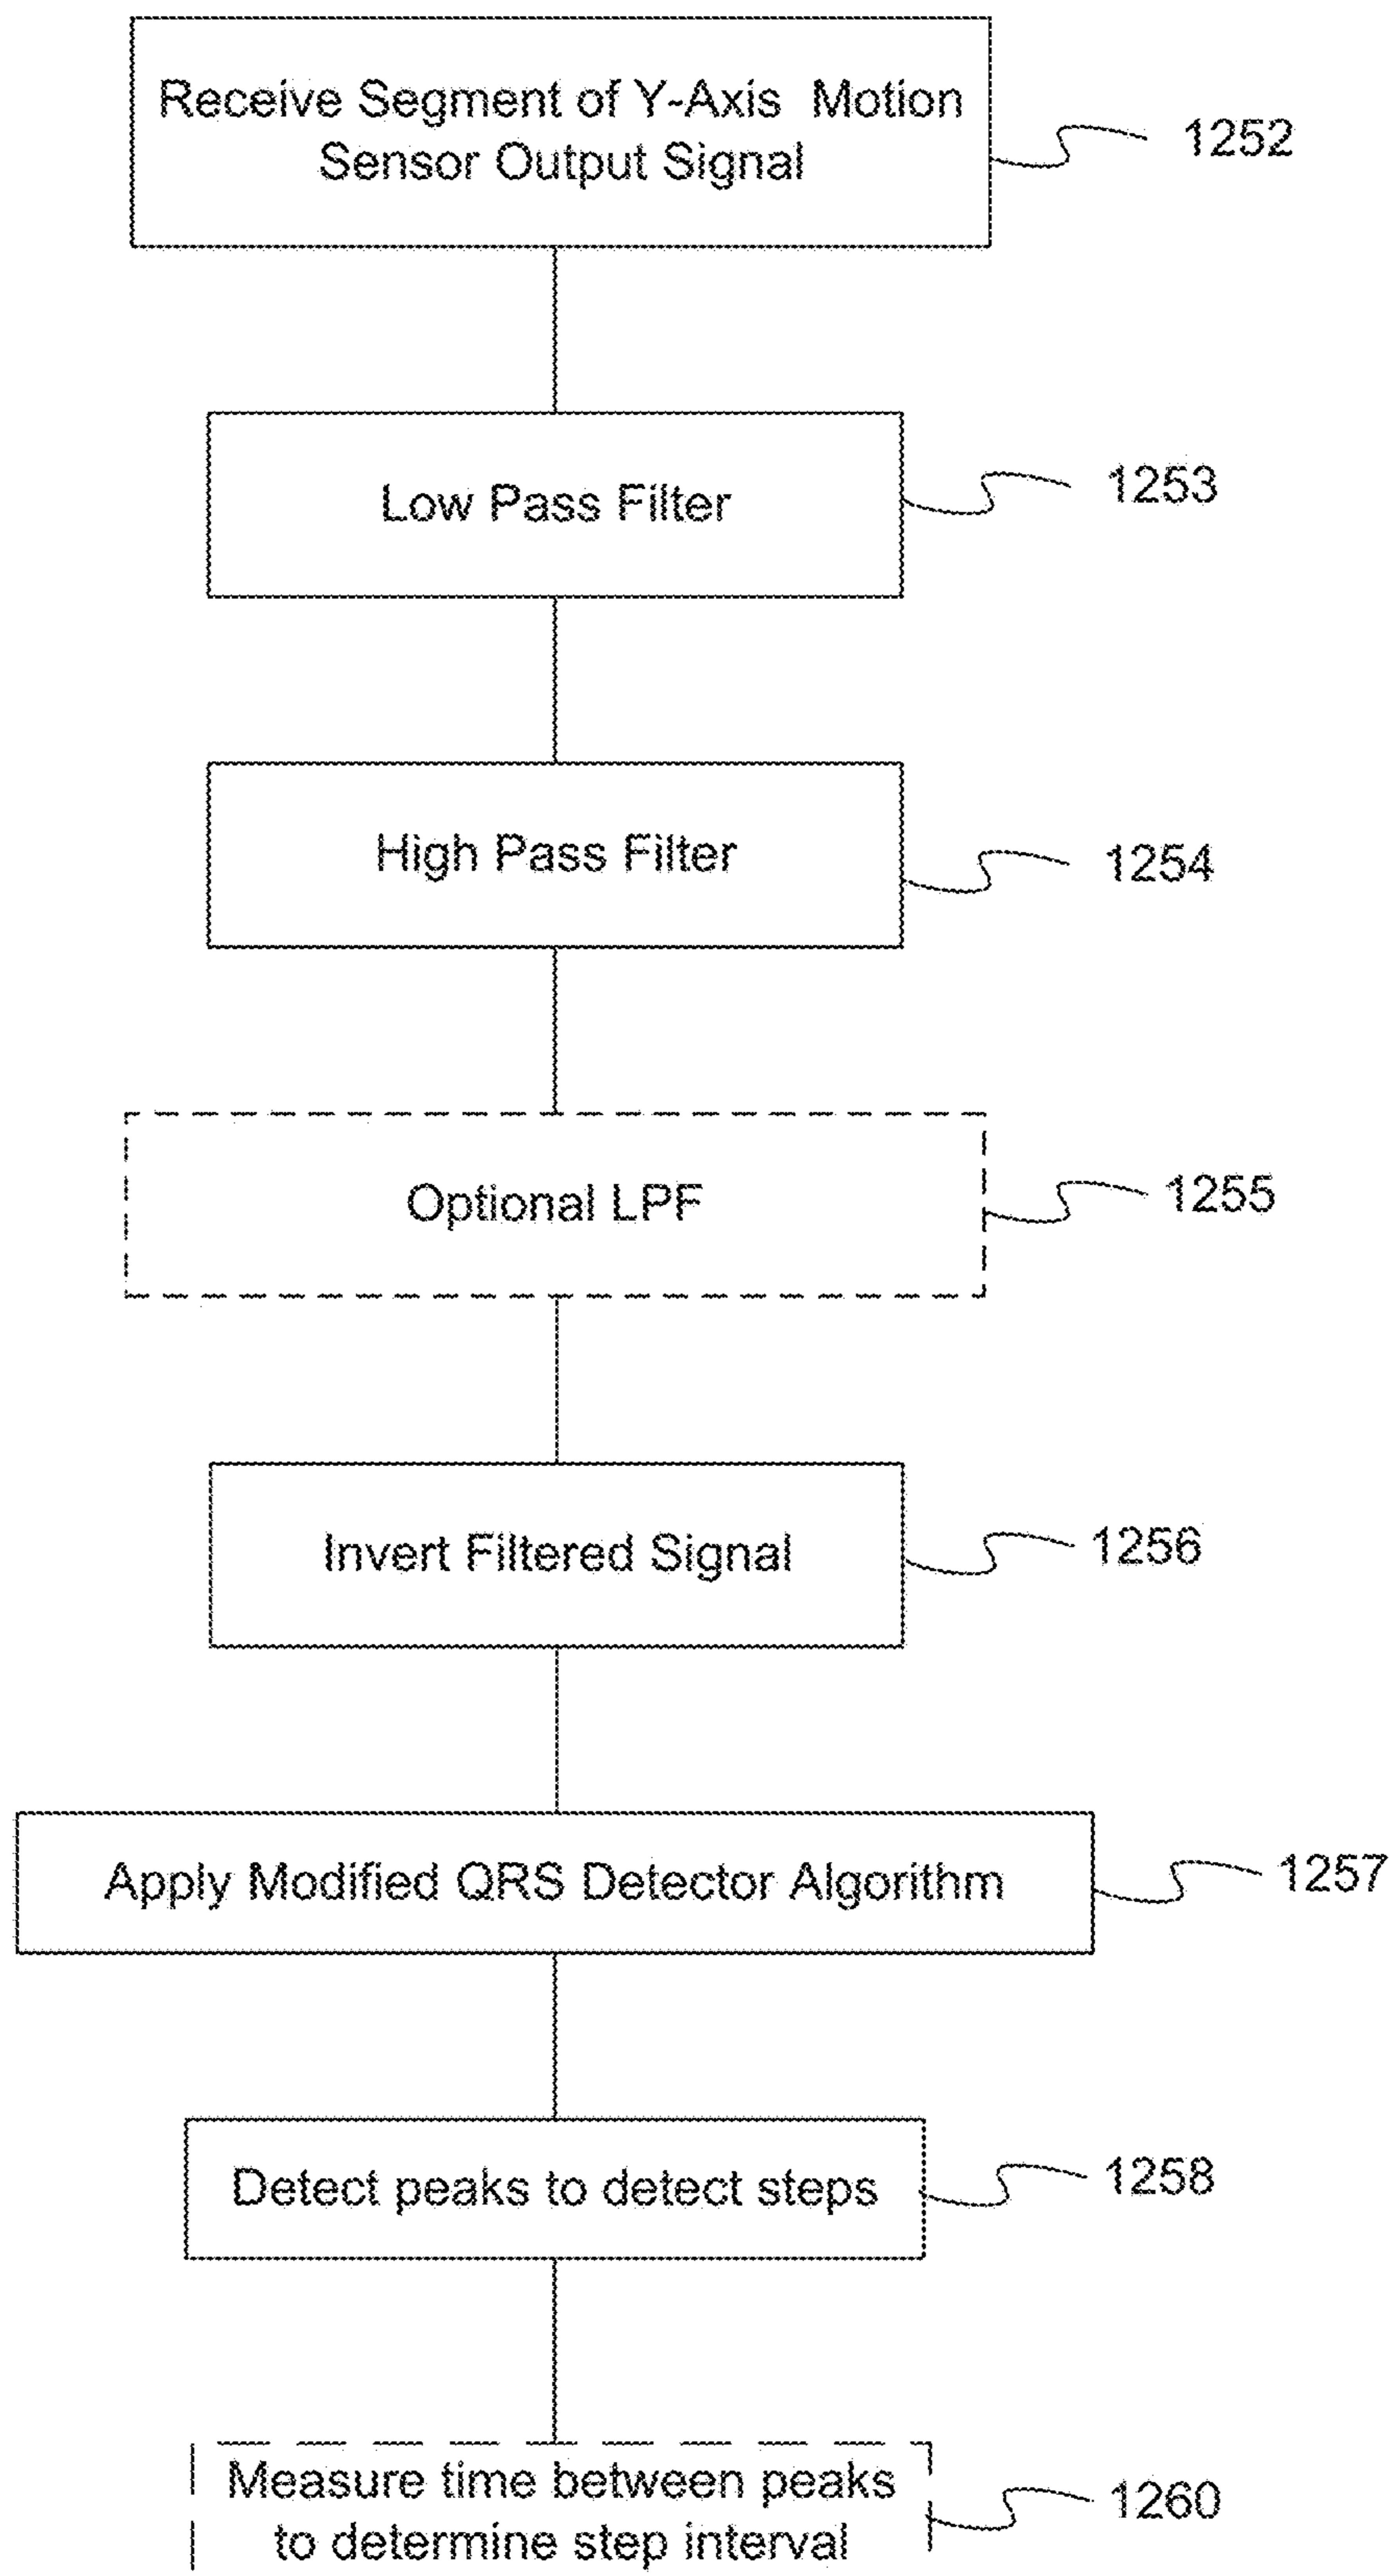 Receive Segment of Y-Axis Motion
Sensor Output Signal
1252
Low Pass Filter
1253
High Pass Filter
1254
Optional LPF
1255
Invert Filtered Signal
1256
Apply Modified QRS Detector Algorithm
1257
Detect peaks to detect steps
1258
Measure time between peaks
to determine step interval
1260